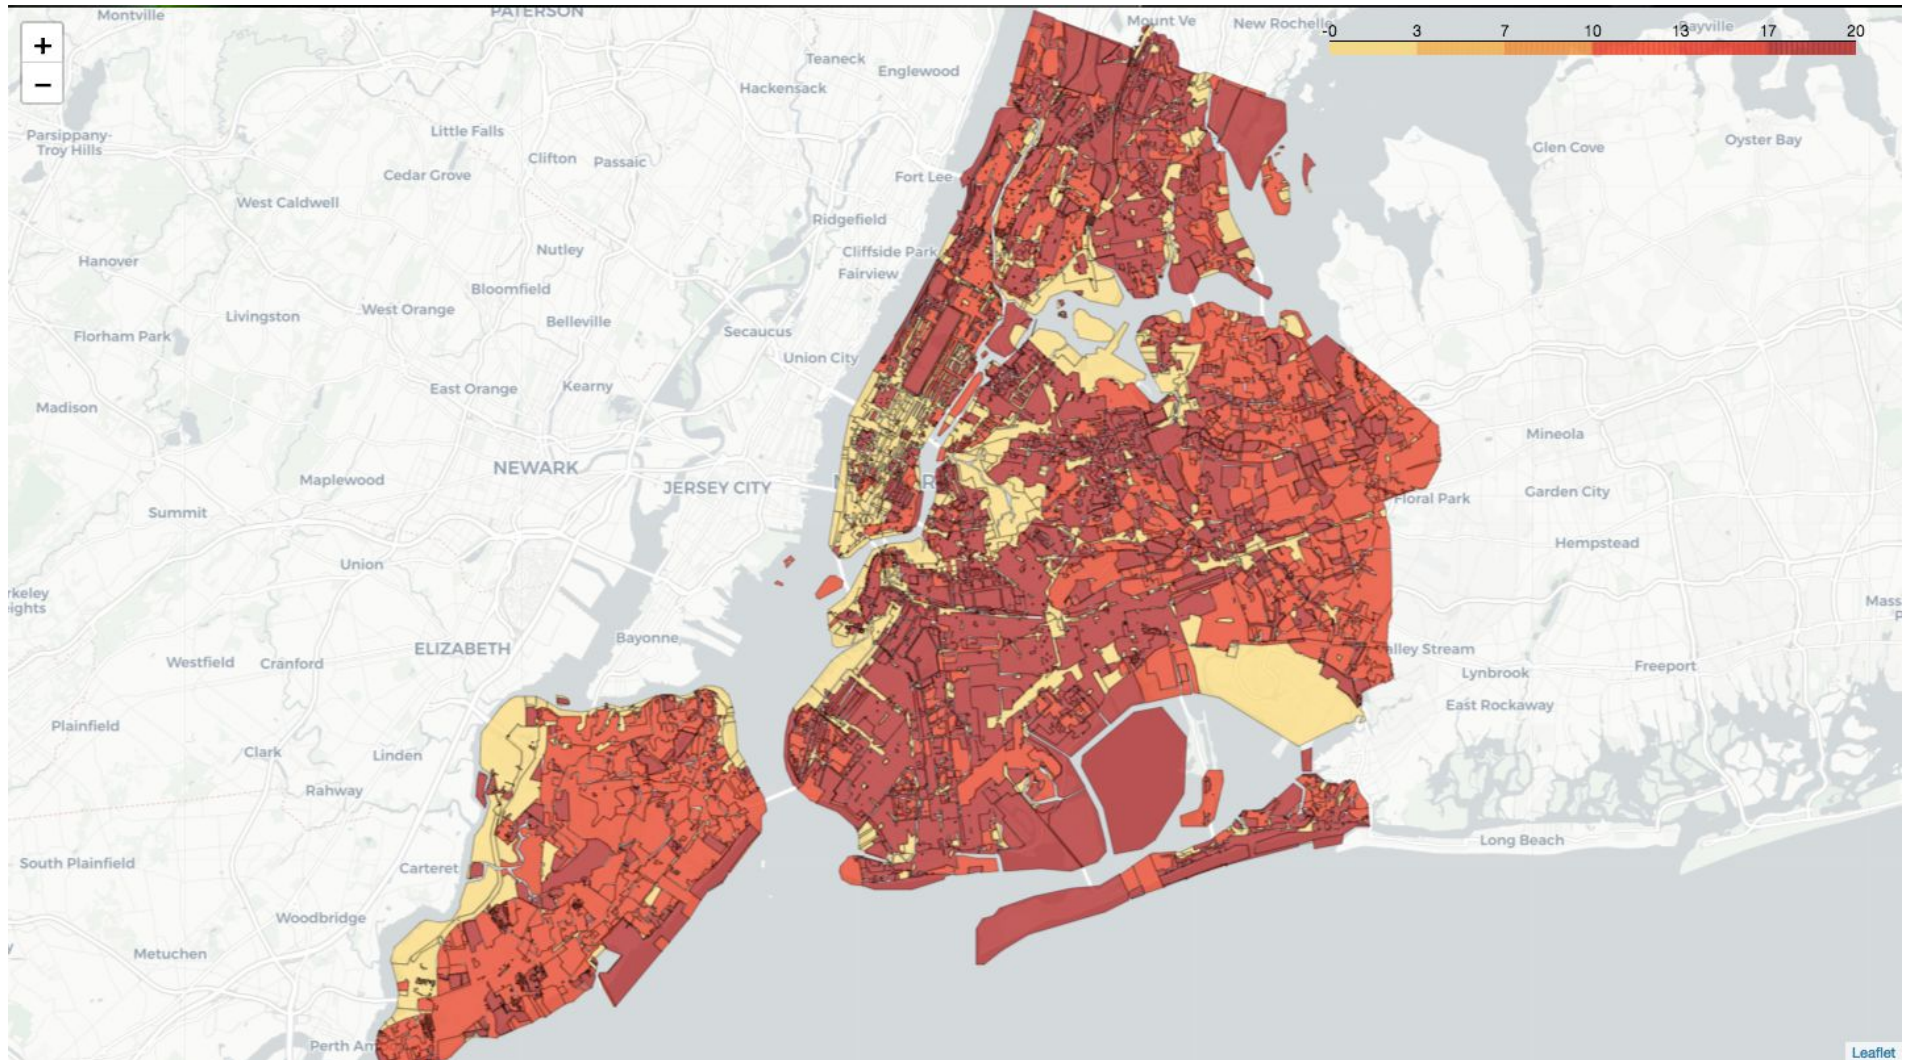 Montville
PATERSON
Mount Ve
New Rochelle
+
−
-0 3 7 10 13 17 20
Bayville
Teaneck
Englewood
Hackensack
Parsippany-
Troy Hills
Little Falls
Clifton
Passaic
Cedar Grove
Fort Lee
Glen Cove
Oyster Bay
West Caldwell
Ridgefield
Nutley
Cliffside Park
Hanover
Fairview
Bloomfield
Livingston
West Orange
Belleville
Secaucus
Florham Park
Union City
East Orange
Kearny
Madison
Mineola
NEWARK
Maplewood
JERSEY CITY
Floral Park
Garden City
Summit
Hempstead
Union
rkeley
ights
Mass
P
Bayonne
ELIZABETH
alley Stream
Westfield
Cranford
Lynbrook
Freeport
East Rockaway
Plainfield
Clark
Linden
Rahway
Long Beach
South Plainfield
Carteret
Woodbridge
Metuchen
Perth Am
Leaflet